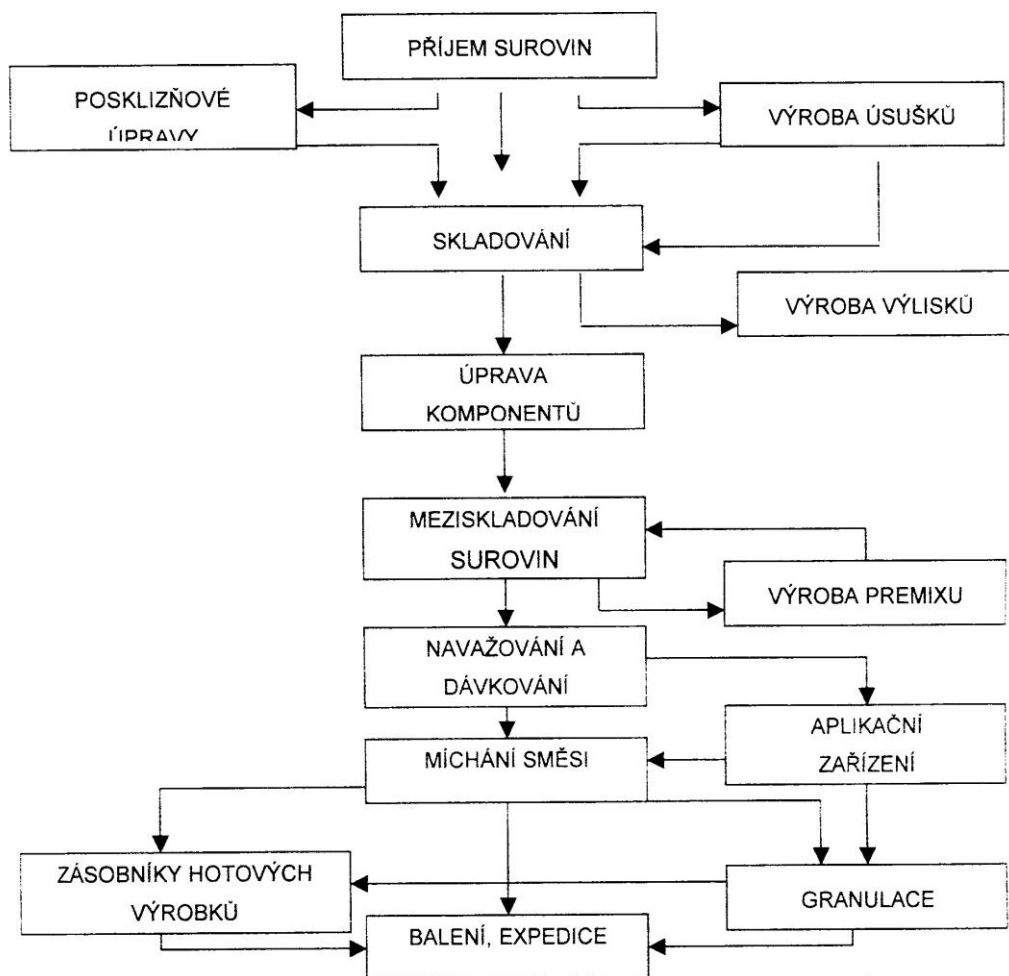 PŘÍJEM SUROVIN
POSKLIZŇOVÉ
ÚPRAVY
VÝROBA ÚSUŠKŮ
SKLADOVÁNÍ
VÝROBA VÝLISKŮ
ÚPRAVA
KOMPONENTŮ
MEZISKLADOVÁNÍ
SUROVIN
VÝROBA PREMIXU
NAVAŽOVÁNÍ A
DÁVKOVÁNÍ
APLIKAČNÍ
ZAŘÍZENÍ
MÍCHÁNÍ SMĚSI
ZÁSOBNÍKY HOTOVÝCH
VÝROBKŮ
GRANULACE
BALENÍ, EXPEDICE